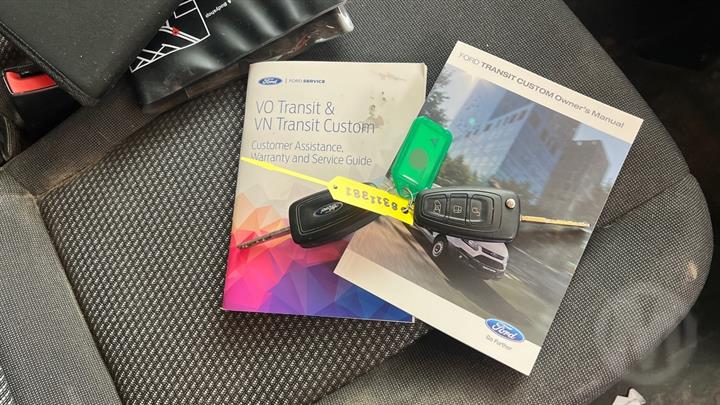 & Bodyshop
Ford
FORD SERVICE
VO Transit &
VN Transit Custom
Customer Assistance,
Warranty and Service Guide
FORD TRANSIT CUSTOM Owner's Manual
8311381
Ford
Ford
Go Further